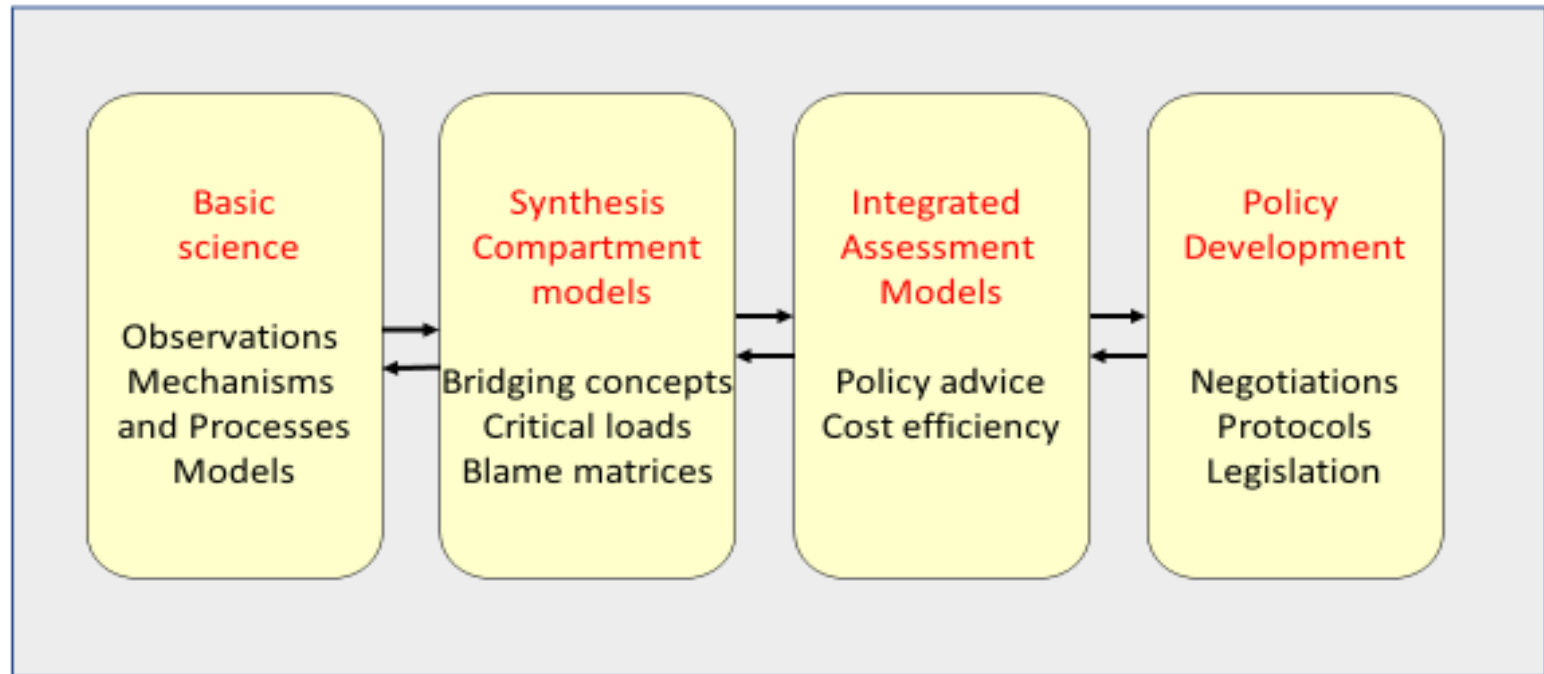 Basic
science
Observations
Mechanisms
and Processes
Models
Synthesis
Compartment
models
Bridging concepts
Critical loads
Blame matrices
Integrated
Assessment
Models
Policy advice
Cost efficiency
Policy
Development
Negotiations
Protocols
Legislation